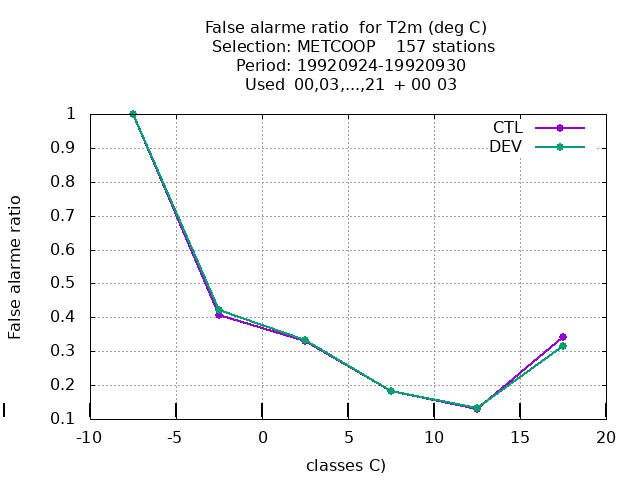 False alarme ratio  for T2m (deg C)
Selection: METCOOP    157 stations
Period: 19920924-19920930
Used  00,03,...,21  + 00 03
CTL
DEV
1
0.9
0.8
0.7
0.6
0.5
0.4
0.3
0.2
0.1
False alarme ratio
-10 -5 0 5 10 15 20
classes C)